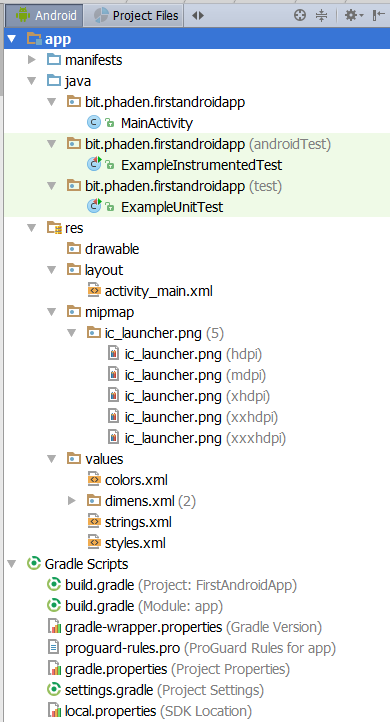 Android Project Files
app
manifests
java
bit.phaden.firstandroidapp
MainActivity
bit.phaden.firstandroidapp (androidTest)
ExampleInstrumentedTest
bit.phaden.firstandroidapp (test)
ExampleUnitTest
res
drawable
layout
activity_main.xml
mipmap
ic_launcher.png (5)
ic_launcher.png (hdpi)
ic_launcher.png (mdpi)
ic_launcher.png (xhdpi)
ic_launcher.png (xxhdpi)
ic_launcher.png (xxxhdpi)
values
colors.xml
dimens.xml (2)
strings.xml
styles.xml
Gradle Scripts
build.gradle (Project: FirstAndroidApp)
build.gradle (Module: app)
gradle-wrapper.properties (Gradle Version)
proguard-rules.pro (ProGuard Rules for app)
gradle.properties (Project Properties)
settings.gradle (Project Settings)
local.properties (SDK Location)